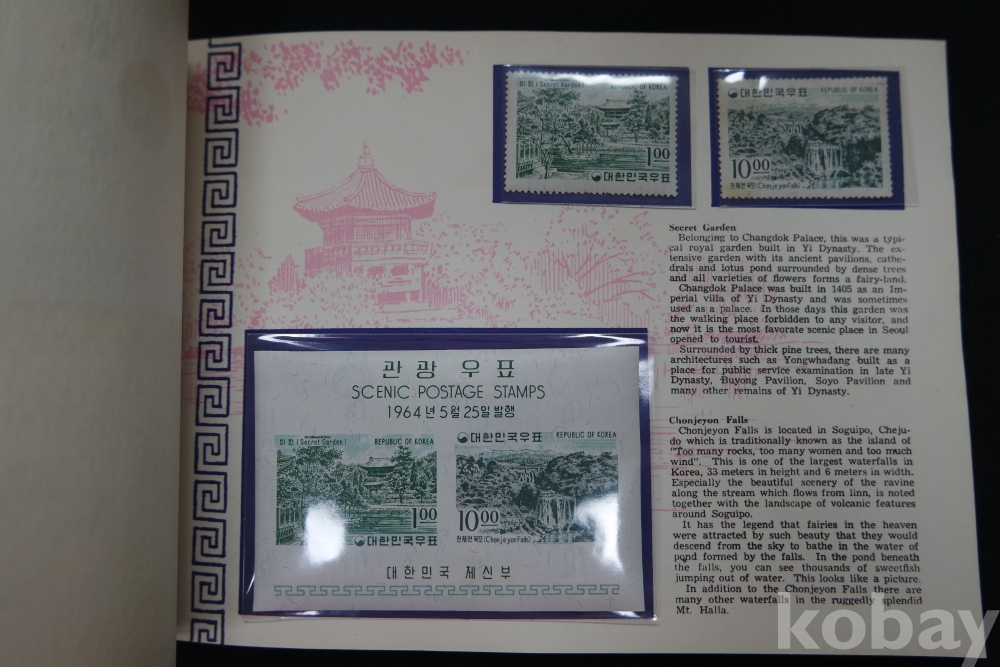 비원 (Secret Garden)
REPUBLIC OF KOREA
1.00
대한민국우표
대한민국우표
REPUBLIC OF KOREA
10.00
천제연 폭포 (Chonjeyon Falls)
Secret Garden
Belonging to Changdok Palace, this was a typi-
cal royal garden built in Yi Dynasty. The ex-
tensive garden with its ancient pavilions, cathe-
drals and lotus pond surrounded by dense trees
and all varieties of flowers forms a fairy-land.
Changdok Palace was built in 1405 as an Im-
perial villa of Yi Dynasty and was sometimes
used as a palace. In those days this garden was
the walking place forbidden to any visitor, and
now it is the most favorate scenic place in Seoul
opened to tourist.
Surrounded by thick pine trees, there are many
architectures such as Yongwhadang built as a
place for public service examination in late Yi
Dynasty, Buyong Pavilion, Soyo Pavilion and
many other remains of Yi Dynasty.
Chonjeyon Falls
Chonjeyon Falls is located in Soguipo, Cheju-
do which is traditionally known as the island of
"Too many rocks, too many women and too much
wind". This is one of the largest waterfalls in
Korea, 33 meters in height and 6 meters in width.
Especially the beautiful scenery of the ravine
along the stream which flows from linn, is noted
together with the landscape of volcanic features
around Soguipo.
It has the legend that fairies in the heaven
were attracted by such beauty that they would
descend from the sky to bathe in the water of
pond formed by the falls. In the pond beneath
the falls, you can see thousands of sweetfish
jumping out of water. This looks like a picture.
In addition to the Chonjeyon Falls there are
many other waterfalls in the ruggedly splendid
Mt. Halla.
관광 우표
SCENIC POSTAGE STAMPS
1964년 5월 25일 발행
비원 (Secret Garden)
REPUBLIC OF KOREA
1.00
대한민국우표
대한민국우표
REPUBLIC OF KOREA
10.00
천제연 폭포 (Chonjeyon Falls)
대한민국 체신부
kobay